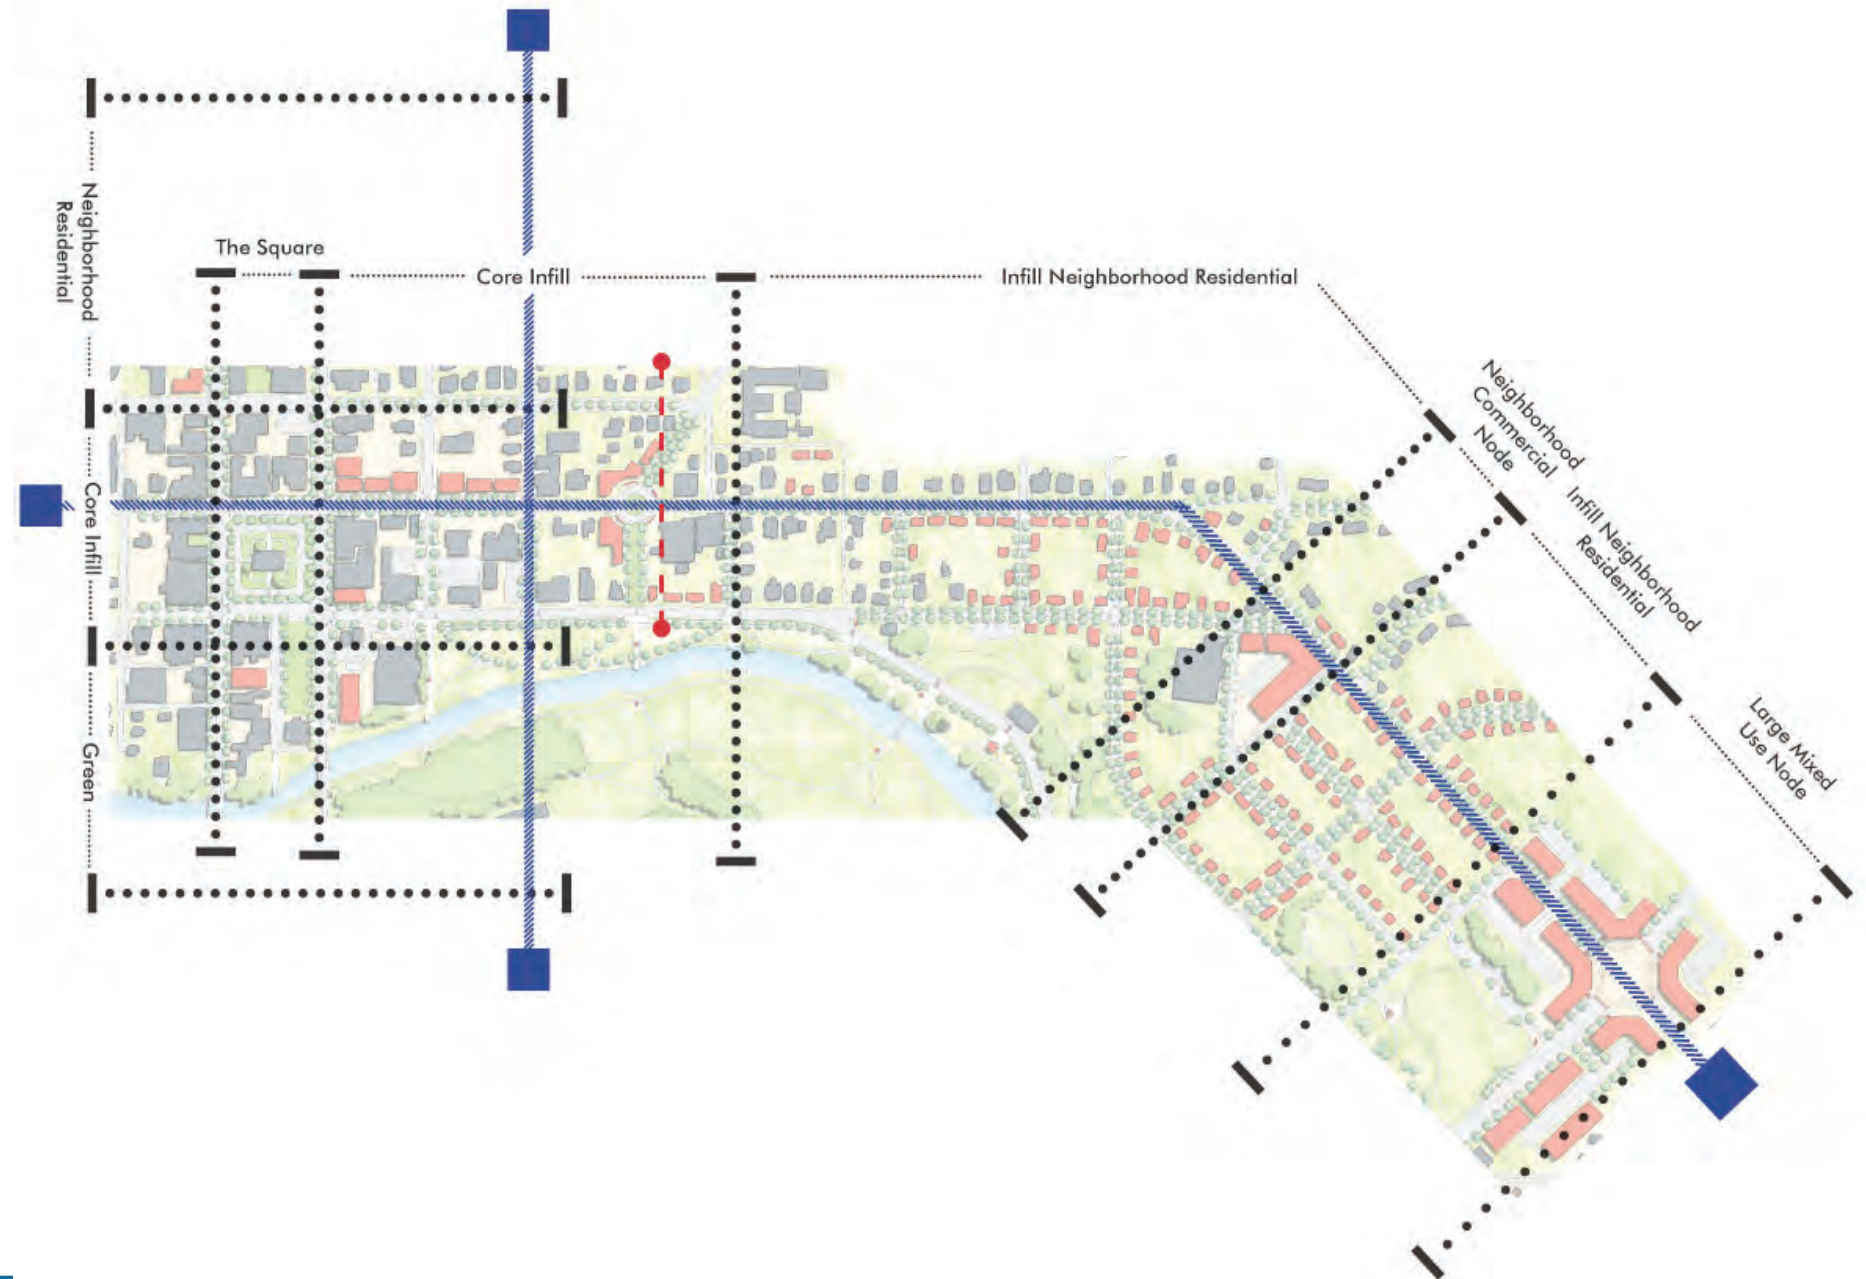 The Square
Core Infill
Infill Neighborhood Residential
Neighborhood
Residential
Core Infill
Green
Neighborhood
Commercial
Node
Infill Neighborhood
Residential
Large Mixed
Use Node